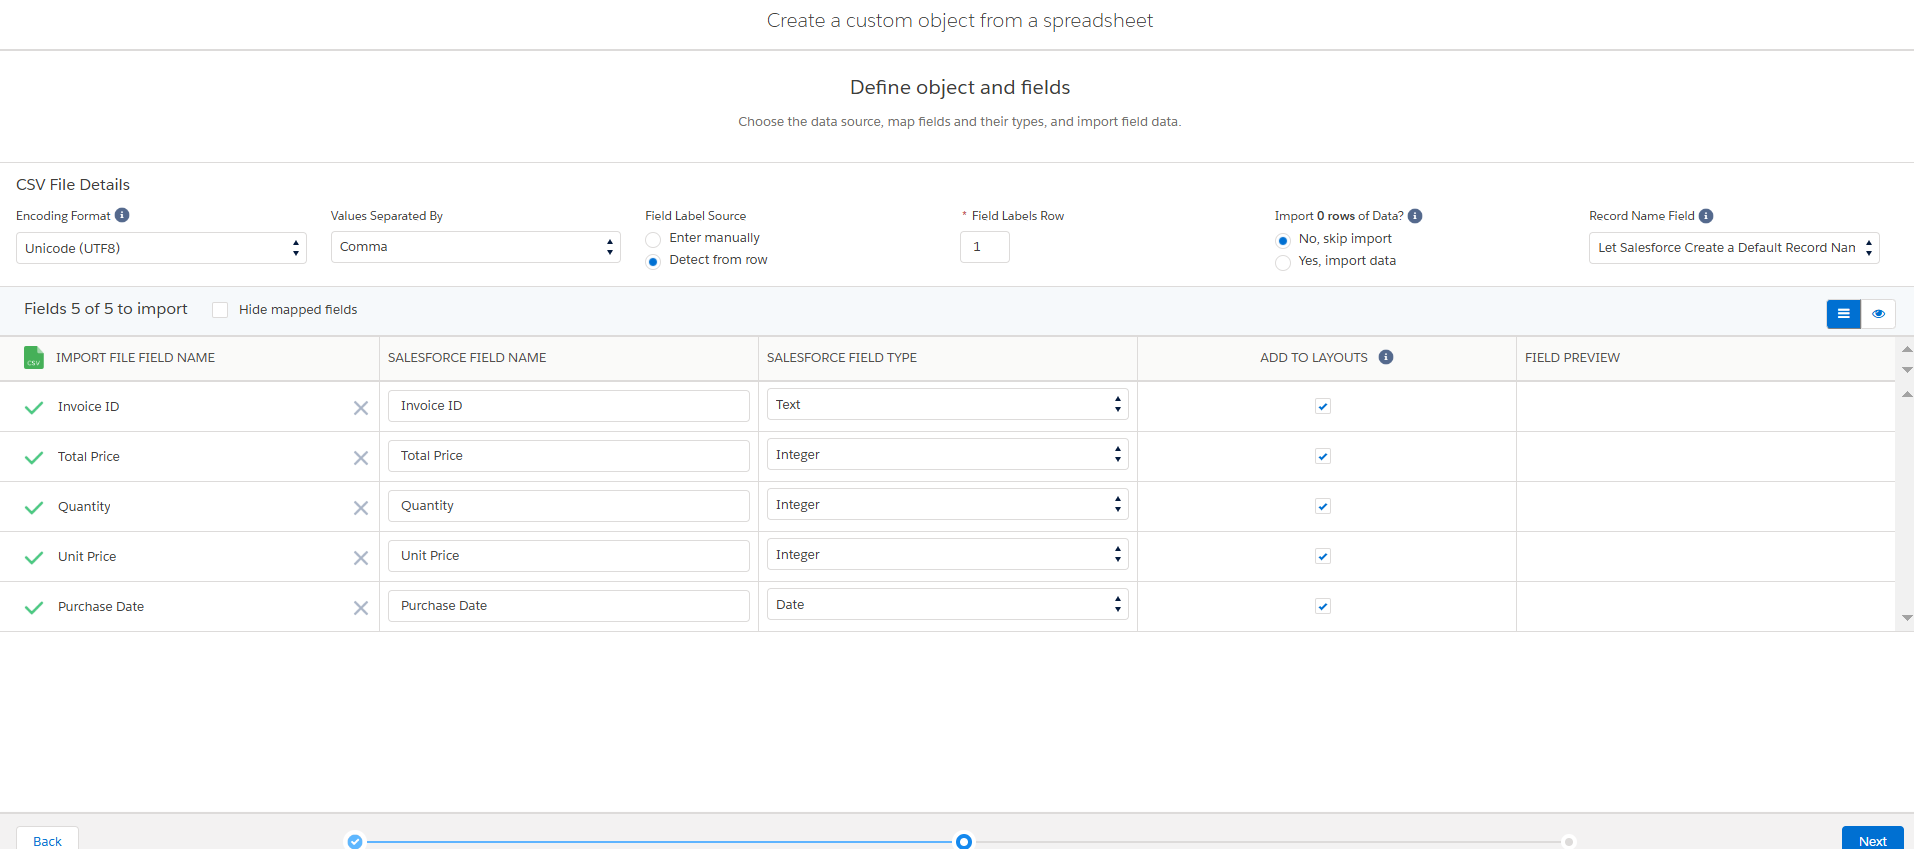 Create a custom object from a spreadsheet
Define object and fields
Choose the data source, map fields and their types, and import field data.
CSV File Details
Encoding Format
Unicode (UTF8)
Values Separated By
Comma
Field Label Source
Enter manually
Detect from row
* Field Labels Row
1
Import 0 rows of Data?
No, skip import
Yes, import data
Record Name Field
Let Salesforce Create a Default Record Nan
Fields 5 of 5 to import
Hide mapped fields
CSV
IMPORT FILE FIELD NAME SALESFORCE FIELD NAME SALESFORCE FIELD TYPE ADD TO LAYOUTS FIELD PREVIEW
Invoice ID Invoice ID Text
Total Price Total Price Integer
Quantity Quantity Integer
Unit Price Unit Price Integer
Purchase Date Purchase Date Date
Back
Next